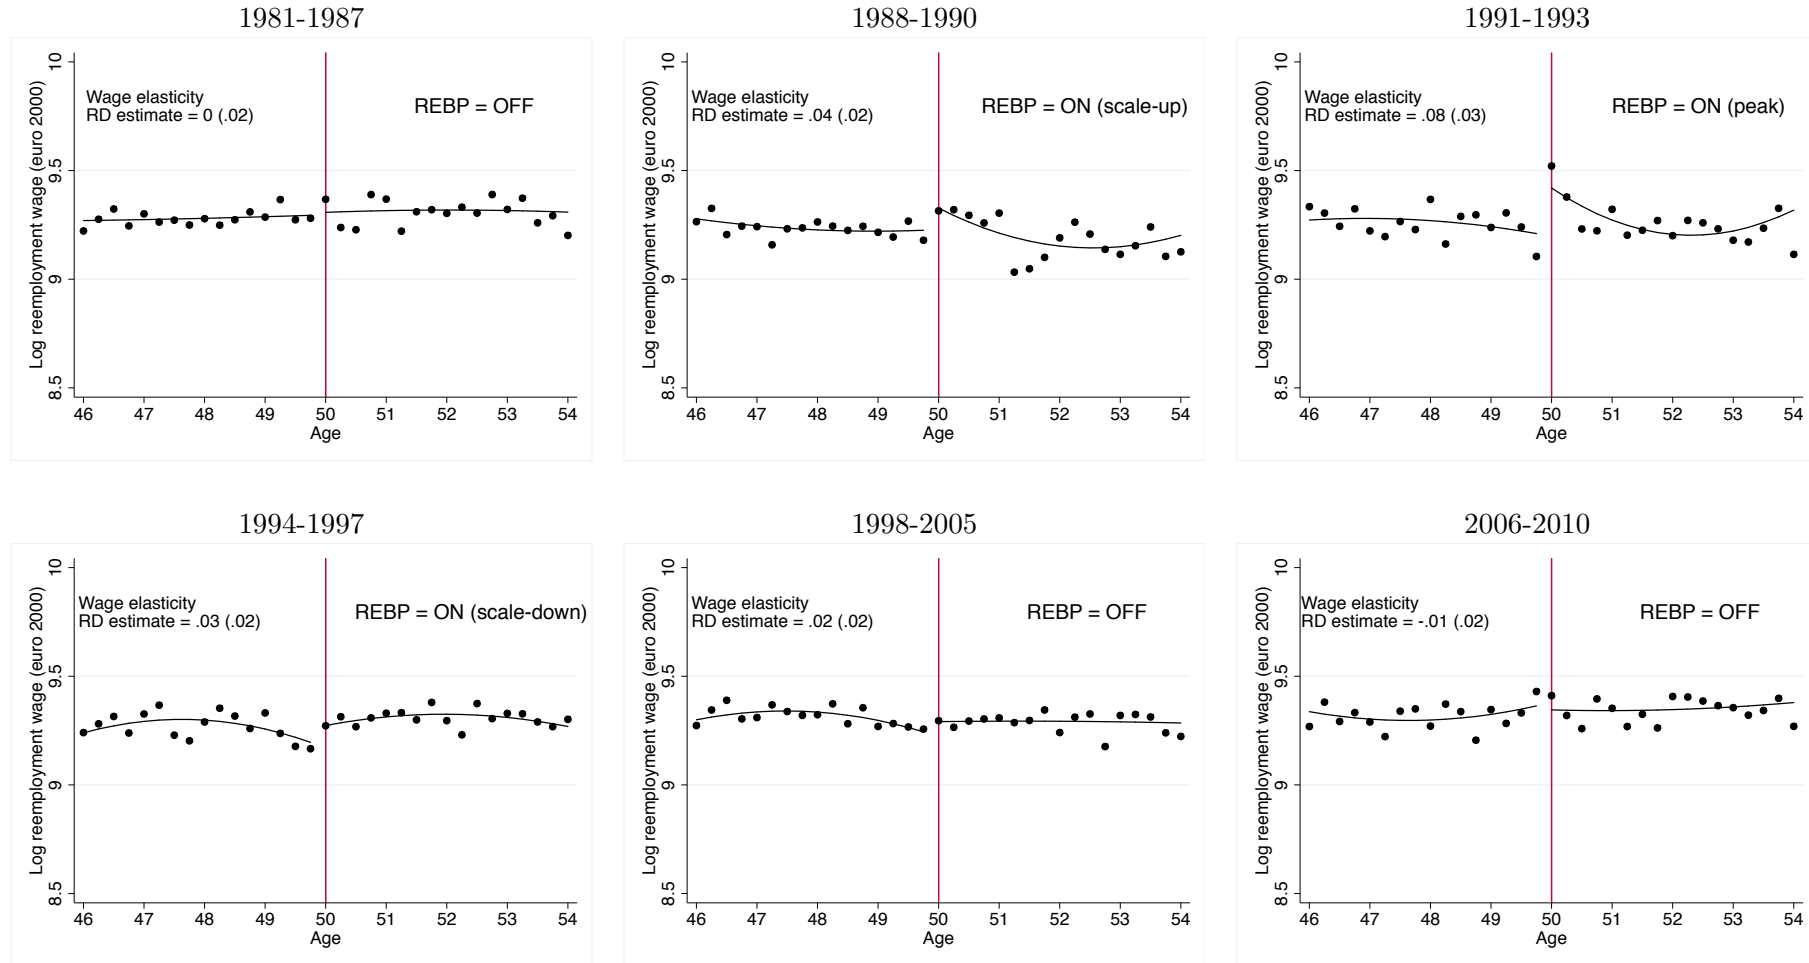 1981-1987
Log reemployment wage (euro 2000)
10
9.5
9
8.5
Wage elasticity
RD estimate = 0 (.02)
REBP = OFF
46 47 48 49 50 51 52 53 54
Age
1988-1990
Log reemployment wage (euro 2000)
10
9.5
9
8.5
Wage elasticity
RD estimate = .04 (.02)
REBP = ON (scale-up)
46 47 48 49 50 51 52 53 54
Age
1991-1993
Log reemployment wage (euro 2000)
10
9.5
9
8.5
Wage elasticity
RD estimate = .08 (.03)
REBP = ON (peak)
46 47 48 49 50 51 52 53 54
Age
1994-1997
Log reemployment wage (euro 2000)
10
9.5
9
8.5
Wage elasticity
RD estimate = .03 (.02)
REBP = ON (scale-down)
46 47 48 49 50 51 52 53 54
Age
1998-2005
Log reemployment wage (euro 2000)
10
9.5
9
8.5
Wage elasticity
RD estimate = .02 (.02)
REBP = OFF
46 47 48 49 50 51 52 53 54
Age
2006-2010
Log reemployment wage (euro 2000)
10
9.5
9
8.5
Wage elasticity
RD estimate = -.01 (.02)
REBP = OFF
46 47 48 49 50 51 52 53 54
Age